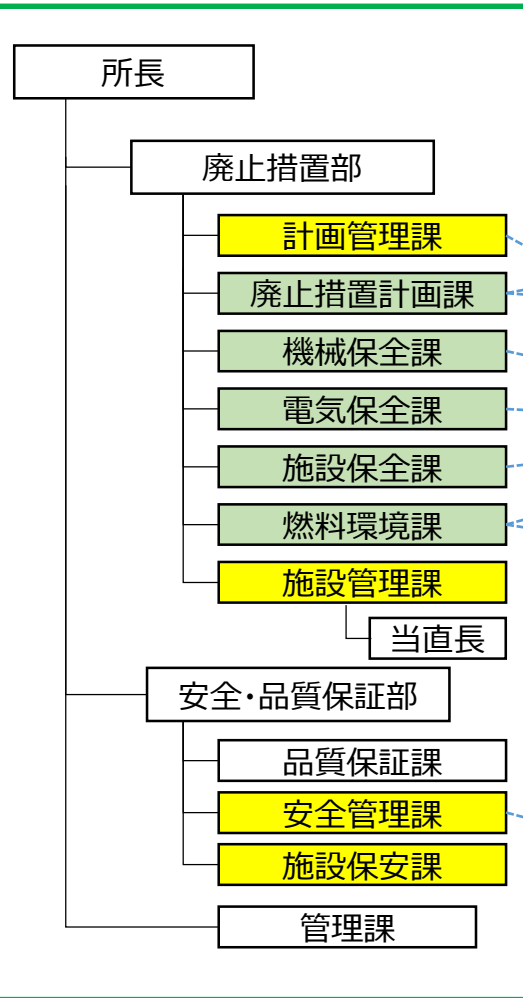 所長
廃止措置部
計画管理課
廃止措置計画課
機械保全課
電気保全課
施設保全課
燃料環境課
施設管理課
当直長
安全・品質保証部
品質保証課
安全管理課
施設保安課
管理課